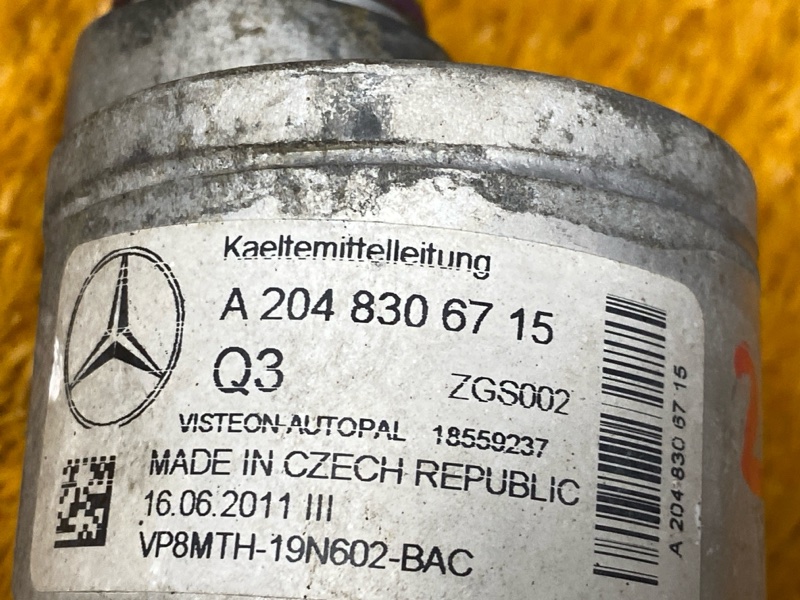 Kaeltemittelleitung
A 204 830 67 15
Q3
ZGS002
VISTEON-AUTOPAL 18559237
MADE IN CZECH REPUBLIC
16.06.2011 III
VP8MTH-19N602-BAC
A 204 830 67 15